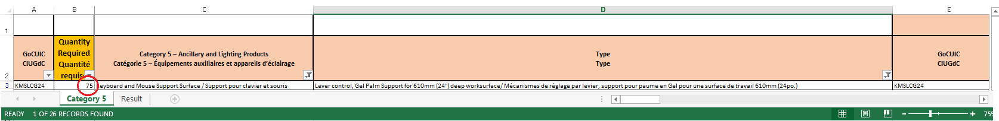 A B C D E
1
GoCUIC
CIUGdC
Quantity
Required
Quantité
requis
Category 5 – Ancillary and Lighting Products
Catégorie 5 – Équipements auxiliaires et appareils d'éclairage
Type
Type
GoCUIC
CIUGdC
2
3 KMSLCG24 75 eyboard and Mouse Support Surface / Support pour clavier et souris Lever control, Gel Palm Support for 610mm (24") deep worksurface/ Mécanismes de réglage par levier, support pour paume en Gel pour une surface de travail 610mm (24po.) KMSLCG24
Category 5 Result
READY 1 OF 26 RECORDS FOUND 75%